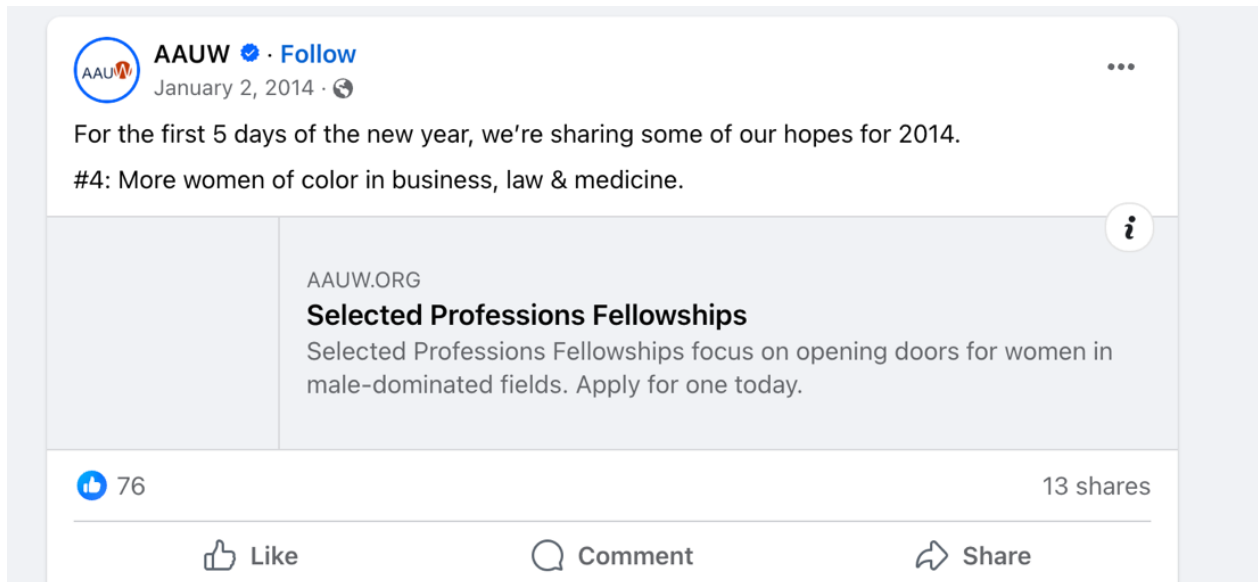 AAUW
AAUW · Follow
January 2, 2014 ·
For the first 5 days of the new year, we're sharing some of our hopes for 2014.
#4: More women of color in business, law & medicine.
i
AAUW.ORG
Selected Professions Fellowships
Selected Professions Fellowships focus on opening doors for women in
male-dominated fields. Apply for one today.
76
13 shares
Like
Comment
Share